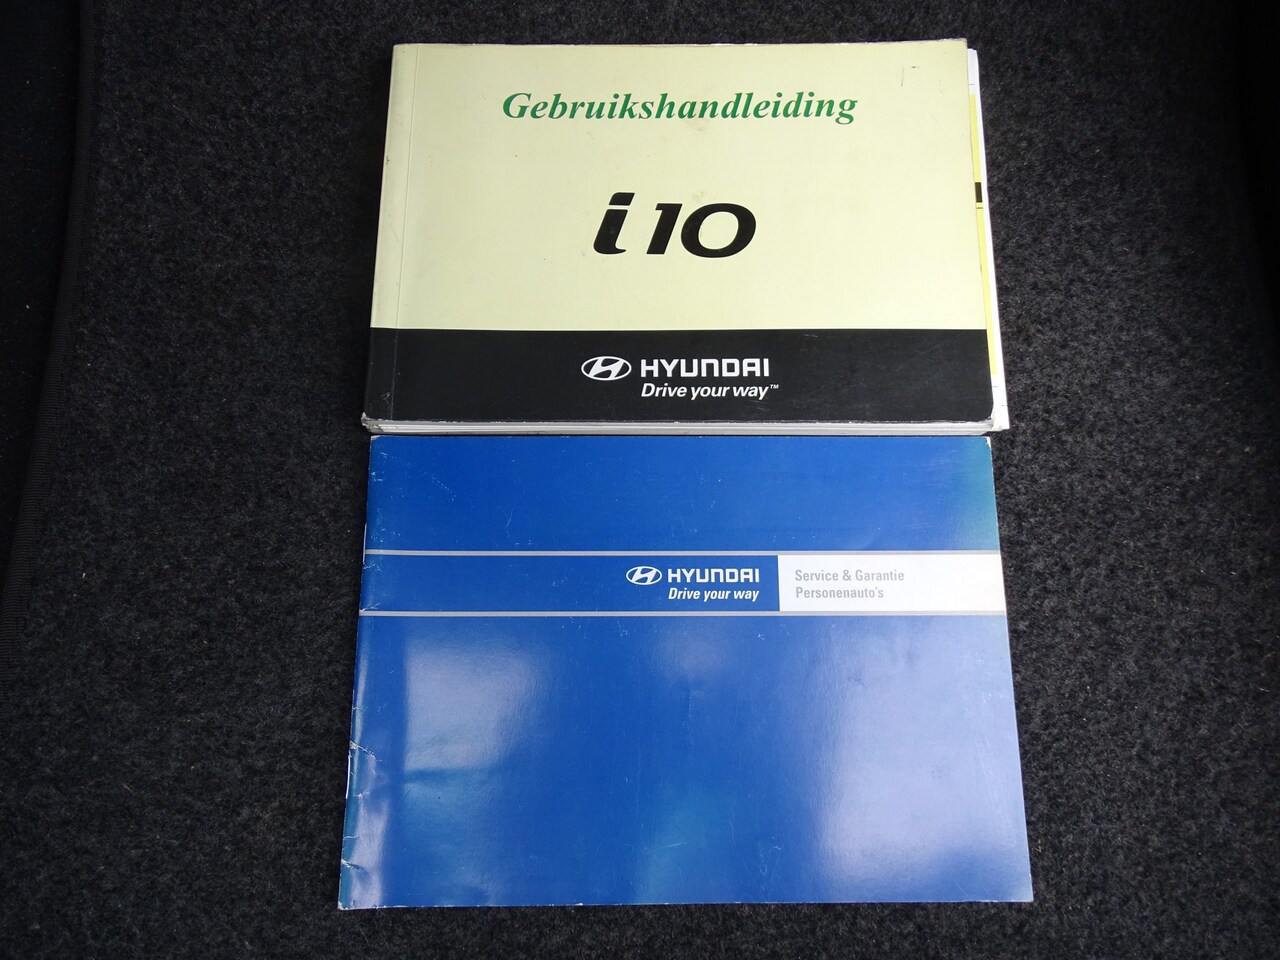 Gebruikshandleiding
i10
HYUNDAI
Drive your way™
HYUNDAI
Drive your way
Service & Garantie
Personenauto's